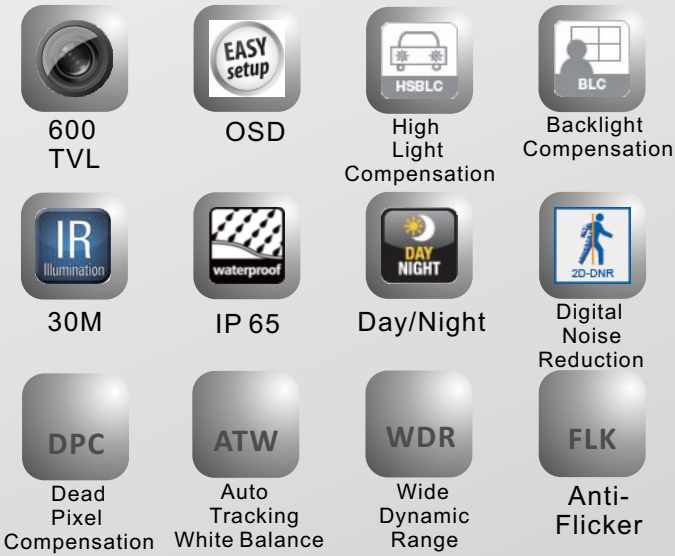 EASY
setup
HSBLC
BLC
600
TVL
OSD
High
Light
Compensation
Backlight
Compensation
IR
Illumination
waterproof
DAY
NIGHT
2D-DNR
30M
IP 65
Day/Night
Digital
Noise
Reduction
DPC
ATW
WDR
FLK
Dead
Pixel
Compensation
Auto
Tracking
White Balance
Wide
Dynamic
Range
Anti-
Flicker